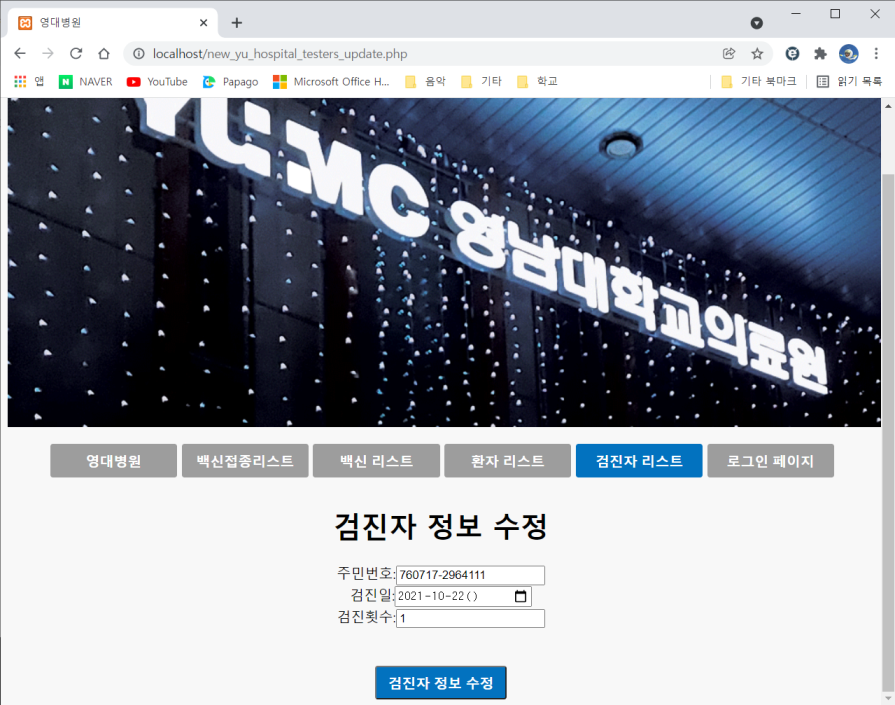 영대병원
localhost/new_yu_hospital_testers_update.php
앱 NAVER YouTube Papago Microsoft Office H... 음악 기타 학교 기타 북마크 읽기 목록
YCMC 영남대학교의료원
영대병원 백신접종리스트 백신 리스트 환자 리스트 검진자 리스트 로그인 페이지
검진자 정보 수정
주민번호: 760717-2964111
검진일: 2021-10-22()
검진횟수: 1
검진자 정보 수정